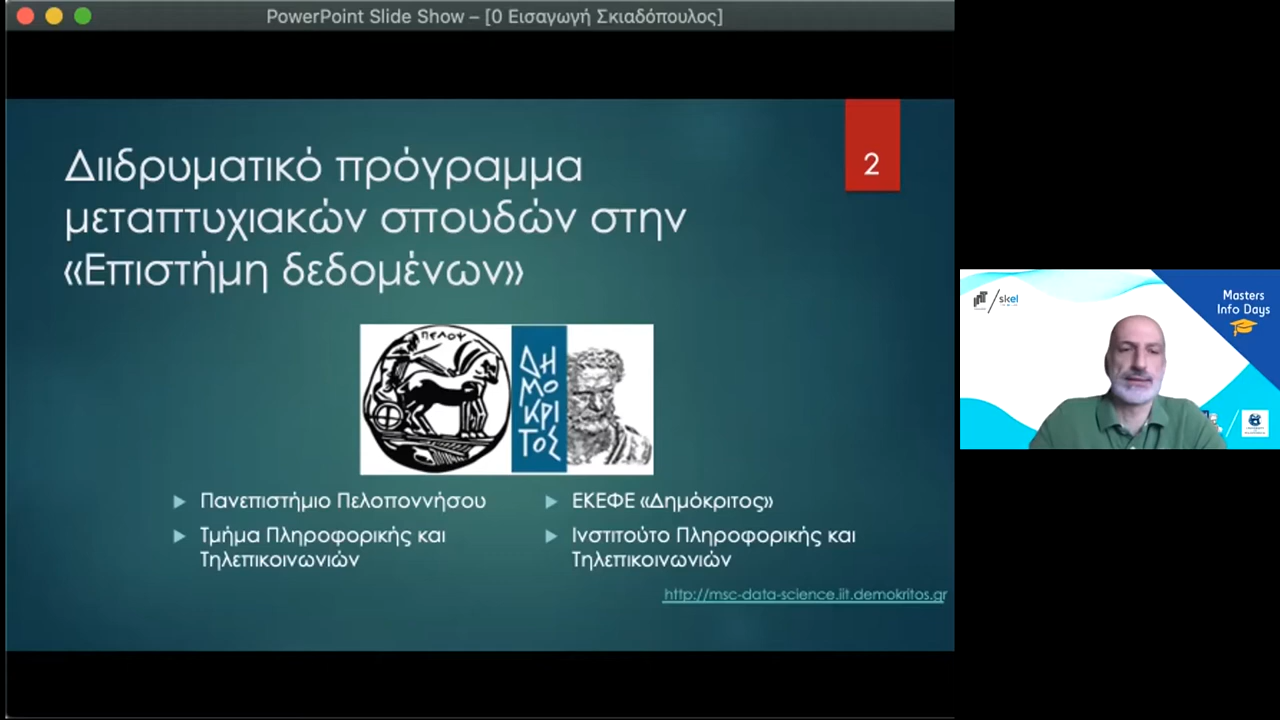 PowerPoint Slide Show – [0 Εισαγωγή Σκιαδόπουλος]
2
Διιδρυματικό πρόγραμμα
μεταπτυχιακών σπουδών στην
«Επιστήμη δεδομένων»
ΠΕΛΟΨ
ΔΗ
ΜΟ
ΚΡΙ
ΤΟΣ
Πανεπιστήμιο Πελοποννήσου
Τμήμα Πληροφορικής και
Τηλεπικοινωνιών
ΕΚΕΦΕ «Δημόκριτος»
Ινστιτούτο Πληροφορικής και
Τηλεπικοινωνιών
http://msc-data-science.iit.demokritos.gr
skel
Masters
Info Days